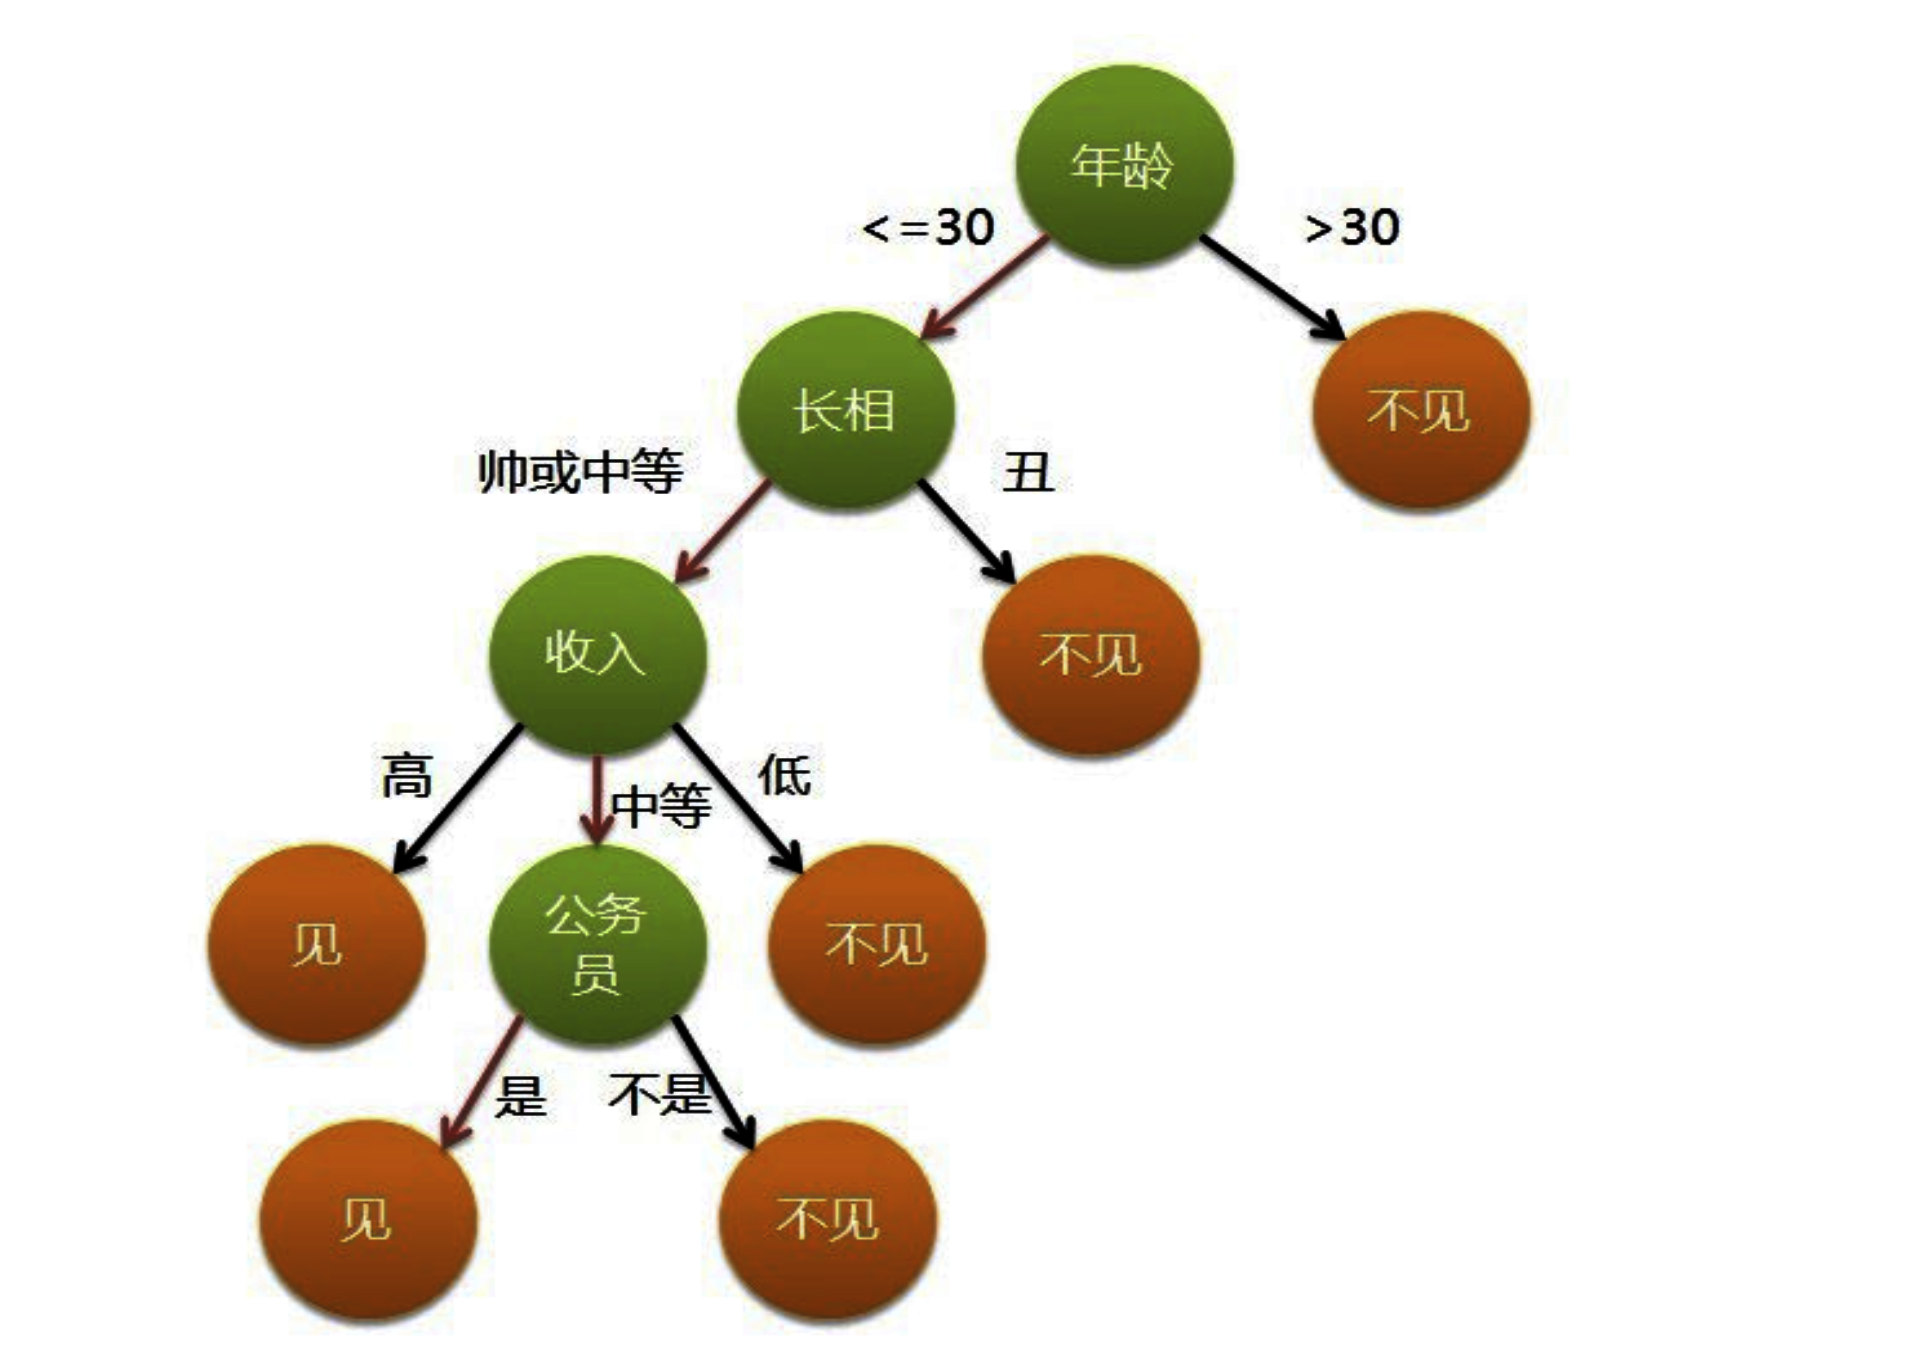 年龄
<=30
>30
长相
不见
帅或中等
丑
收入
不见
高
中等
低
见
公务
员
不见
是
不是
见
不见